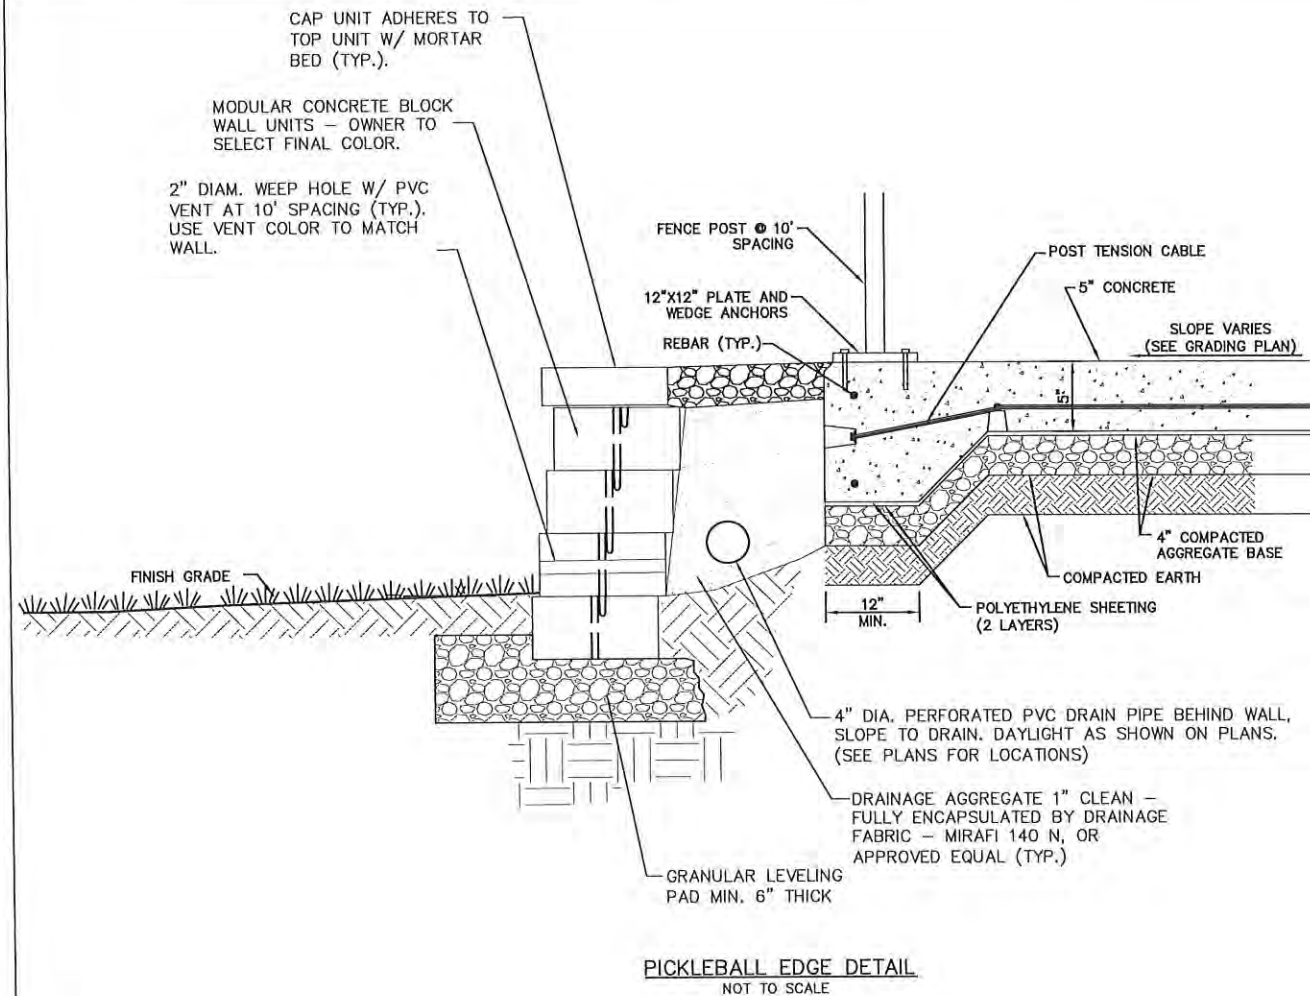 CAP UNIT ADHERES TO
TOP UNIT W/ MORTAR
BED (TYP.).
MODULAR CONCRETE BLOCK
WALL UNITS – OWNER TO
SELECT FINAL COLOR.
2" DIAM. WEEP HOLE W/ PVC
VENT AT 10' SPACING (TYP.).
USE VENT COLOR TO MATCH
WALL.
FENCE POST @ 10'
SPACING
12"X12" PLATE AND
WEDGE ANCHORS
REBAR (TYP.)
POST TENSION CABLE
5" CONCRETE
SLOPE VARIES
(SEE GRADING PLAN)
5"
FINISH GRADE
4" COMPACTED
AGGREGATE BASE
COMPACTED EARTH
POLYETHYLENE SHEETING
(2 LAYERS)
12"
MIN.
4" DIA. PERFORATED PVC DRAIN PIPE BEHIND WALL,
SLOPE TO DRAIN. DAYLIGHT AS SHOWN ON PLANS.
(SEE PLANS FOR LOCATIONS)
DRAINAGE AGGREGATE 1" CLEAN –
FULLY ENCAPSULATED BY DRAINAGE
FABRIC – MIRAFI 140 N, OR
APPROVED EQUAL (TYP.)
GRANULAR LEVELING
PAD MIN. 6" THICK
PICKLEBALL EDGE DETAIL
NOT TO SCALE